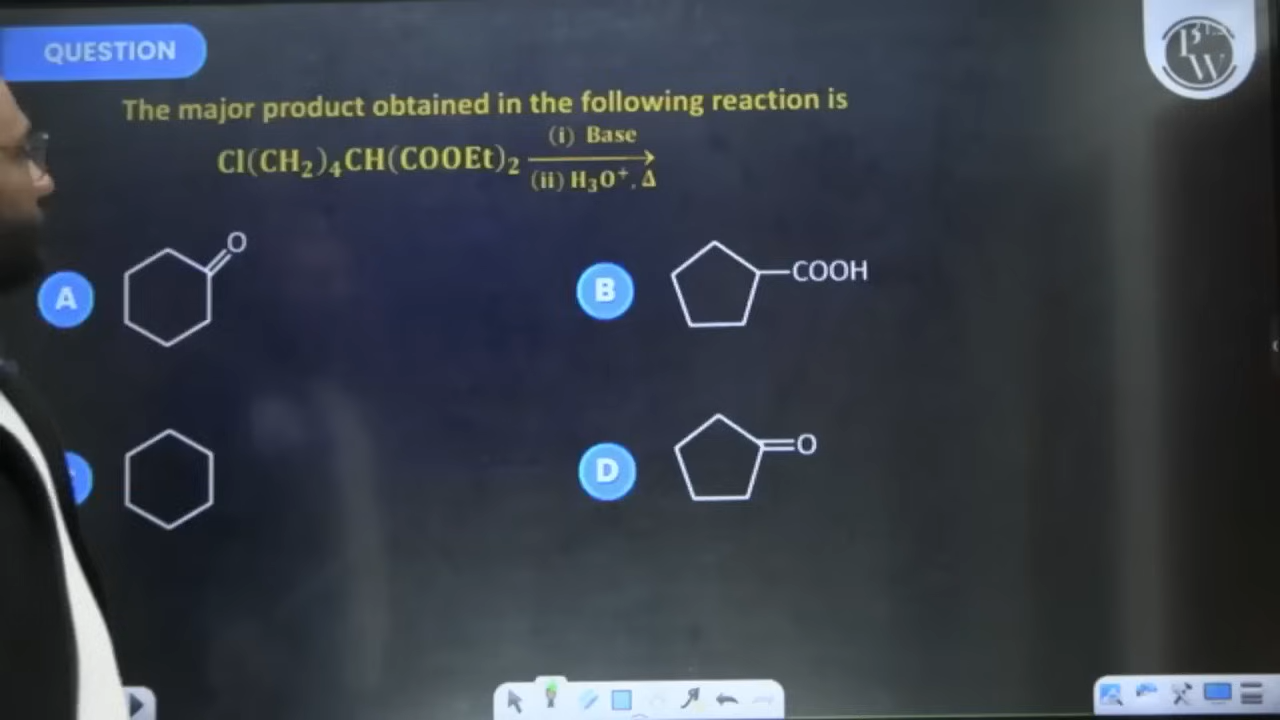 QUESTION
The major product obtained in the following reaction is
(i) Base
Cl(CH₂)₄CH(COOEt)₂
(ii) H₃O⁺, Δ
A
O
B
COOH
D
O
PW